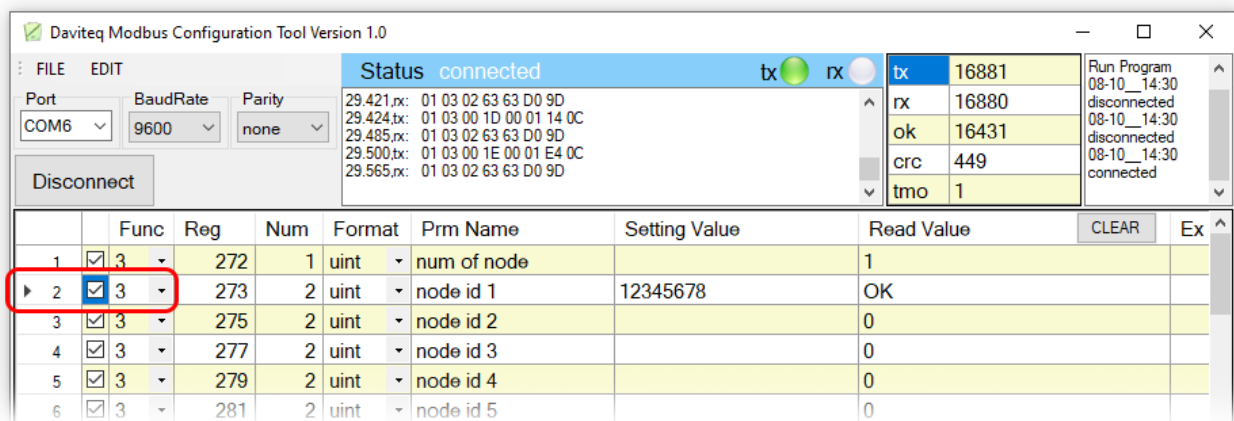 Daviteq Modbus Configuration Tool Version 1.0
FILE EDIT
Status connected tx rx
Port BaudRate Parity
COM6 9600 none
Disconnect
29.421,rx: 01 03 02 63 63 D0 9D
29.424,tx: 01 03 00 1D 00 01 14 0C
29.485,rx: 01 03 02 63 63 D0 9D
29.500,tx: 01 03 00 1E 00 01 E4 0C
29.565,rx: 01 03 02 63 63 D0 9D
tx 16881
rx 16880
ok 16431
crc 449
tmo 1
Run Program
08-10__14:30
disconnected
08-10__14:30
disconnected
08-10__14:30
connected
Func Reg Num Format Prm Name Setting Value Read Value CLEAR Ex
1 3 272 1 uint num of node 1
2 3 273 2 uint node id 1 12345678 OK
3 3 275 2 uint node id 2 0
4 3 277 2 uint node id 3 0
5 3 279 2 uint node id 4 0
6 3 281 2 uint node id 5 0